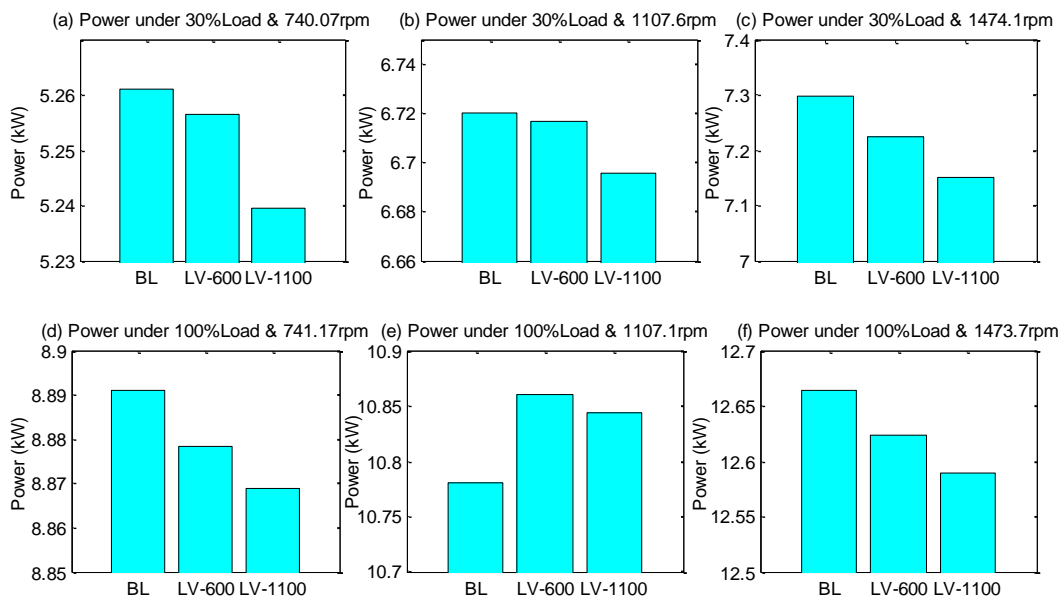 (a) Power under 30%Load & 740.07rpm
(b) Power under 30%Load & 1107.6rpm
(c) Power under 30%Load & 1474.1rpm
Power (kW)
5.26
5.25
5.24
5.23
BL LV-600 LV-1100
Power (kW)
6.74
6.72
6.7
6.68
6.66
BL LV-600 LV-1100
Power (kW)
7.4
7.3
7.2
7.1
7
BL LV-600 LV-1100
(d) Power under 100%Load & 741.17rpm
(e) Power under 100%Load & 1107.1rpm
(f) Power under 100%Load & 1473.7rpm
Power (kW)
8.9
8.89
8.88
8.87
8.86
8.85
BL LV-600 LV-1100
Power (kW)
10.9
10.85
10.8
10.75
10.7
BL LV-600 LV-1100
Power (kW)
12.7
12.65
12.6
12.55
12.5
BL LV-600 LV-1100